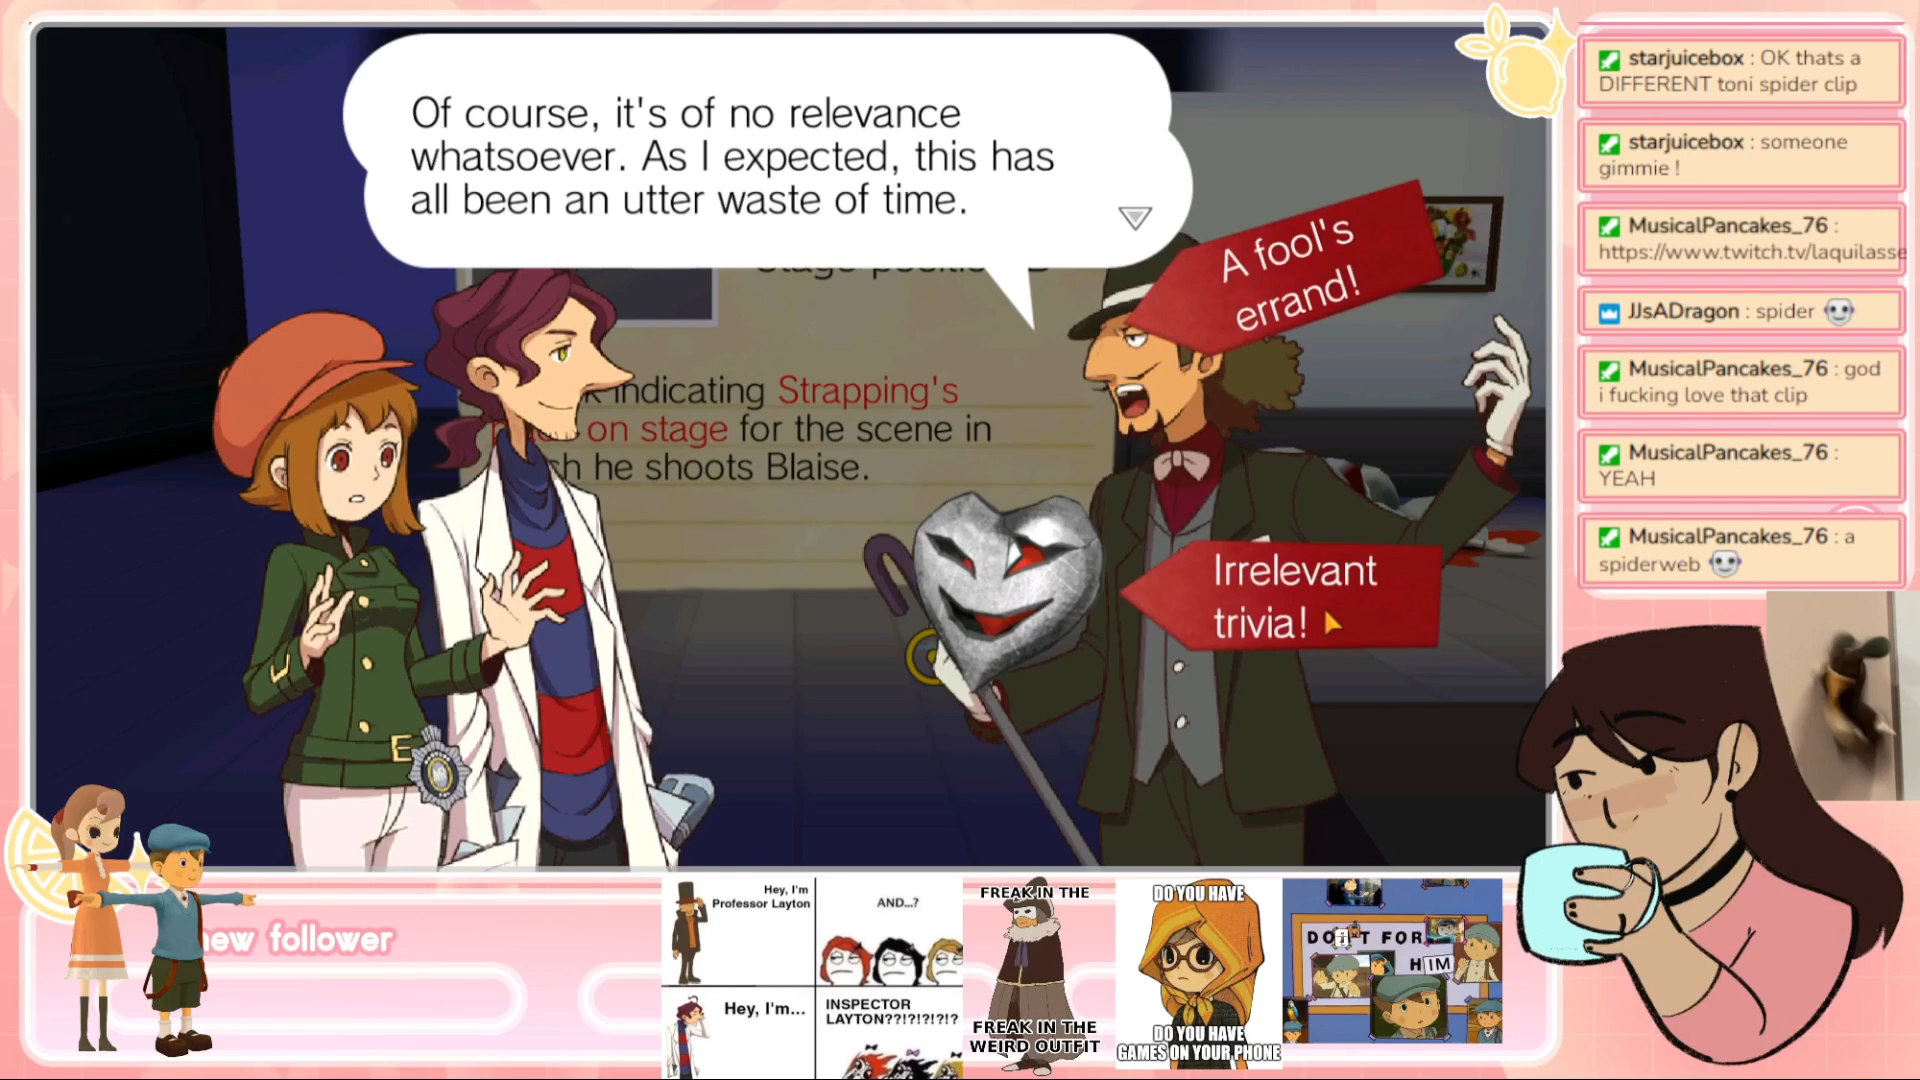 Of course, it's of no relevance
whatsoever. As I expected, this has
all been an utter waste of time.
A fool's
errand!
indicating Strapping's
on stage for the scene in
he shoots Blaise.
Irrelevant
trivia!
starjuicebox : OK thats a
DIFFERENT toni spider clip
starjuicebox : someone
gimmie !
MusicalPancakes_76 :
https://www.twitch.tv/laquilasse
JJsADragon : spider
MusicalPancakes_76 : god
i fucking love that clip
MusicalPancakes_76 :
YEAH
MusicalPancakes_76 : a
spiderweb
new follower
Hey, I'm
Professor Layton
AND...?
Hey, I'm...
INSPECTOR
LAYTON??!?!?!?!?
FREAK IN THE
FREAK IN THE
WEIRD OUTFIT
DO YOU HAVE
DO YOU HAVE
GAMES ON YOUR PHONE
HIM